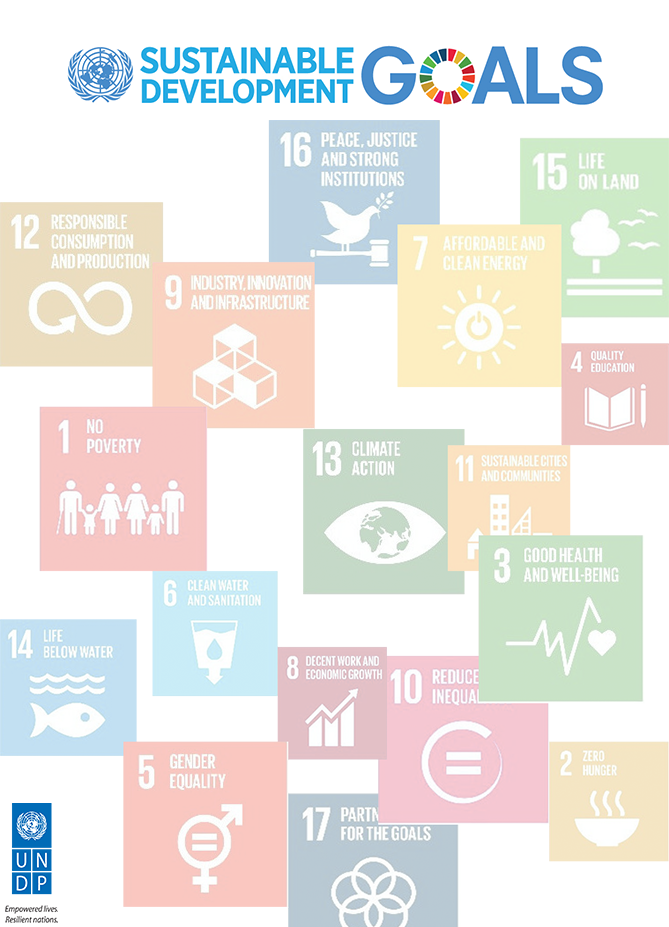 SUSTAINABLE
DEVELOPMENT
GOALS
16 PEACE, JUSTICE
AND STRONG
INSTITUTIONS
15 LIFE
ON LAND
12 RESPONSIBLE
CONSUMPTION
AND PRODUCTION
7 AFFORDABLE AND
CLEAN ENERGY
9 INDUSTRY, INNOVATION
AND INFRASTRUCTURE
4 QUALITY
EDUCATION
1 NO
POVERTY
13 CLIMATE
ACTION
11 SUSTAINABLE CITIES
AND COMMUNITIES
3 GOOD HEALTH
AND WELL-BEING
6 CLEAN WATER
AND SANITATION
14 LIFE
BELOW WATER
8 DECENT WORK AND
ECONOMIC GROWTH
10 REDUCE
INEQUA
5 GENDER
EQUALITY
2 ZERO
HUNGER
17 PARTN
FOR THE GOALS
U N
D P
Empowered lives.
Resilient nations.